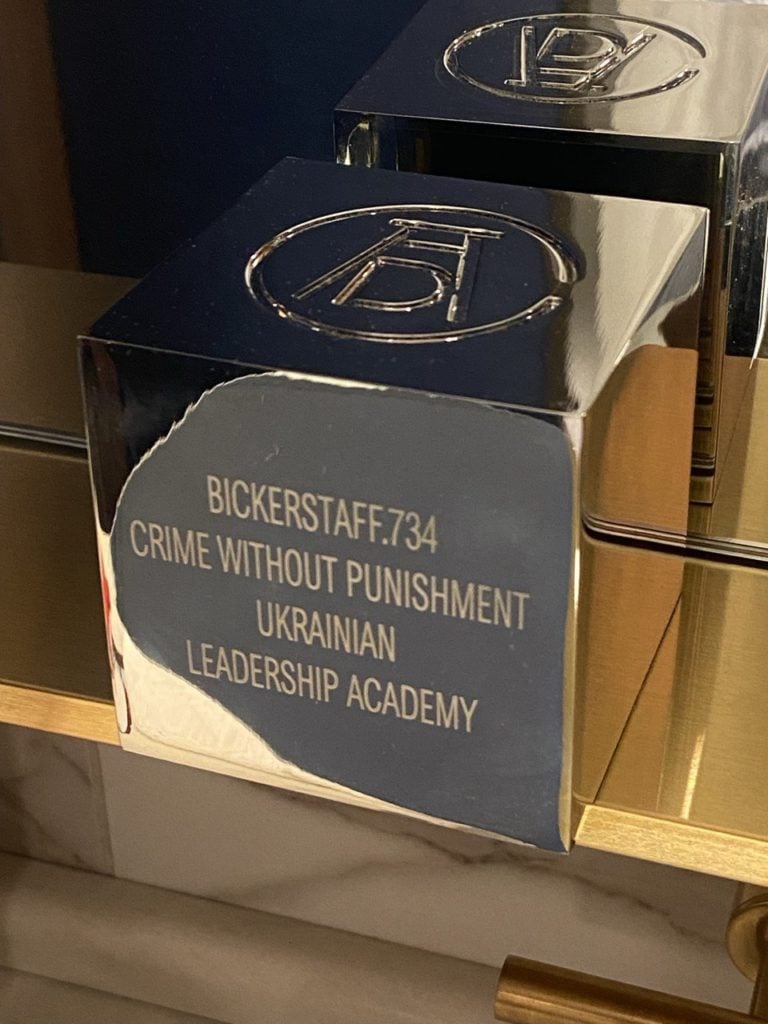 BICKERSTAFF.734
CRIME WITHOUT PUNISHMENT
UKRAINIAN
LEADERSHIP ACADEMY